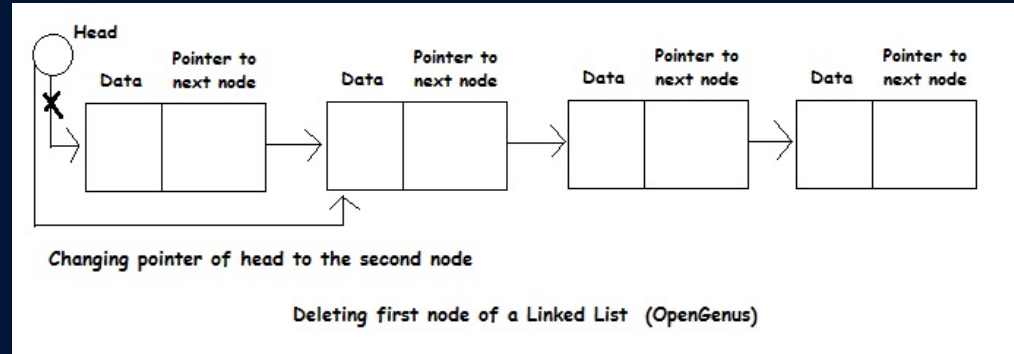 Head
Data
Pointer to
next node
Data
Pointer to
next node
Data
Pointer to
next node
Data
Pointer to
next node
Changing pointer of head to the second node
Deleting first node of a Linked List (OpenGenus)